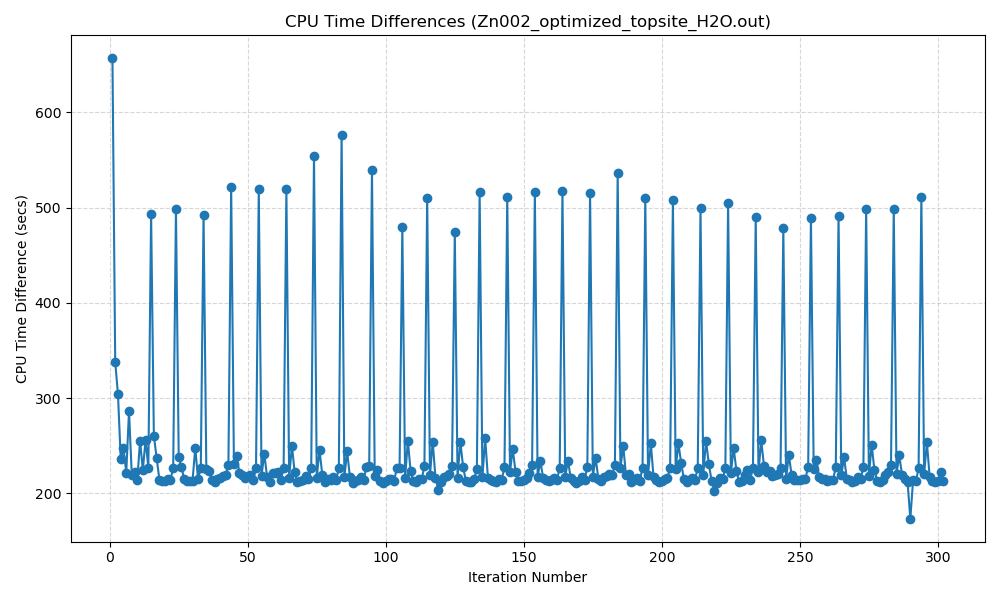 CPU Time Differences (Zn002_optimized_topsite_H2O.out)
CPU Time Difference (secs)
600
500
400
300
200
0 50 100 150 200 250 300
Iteration Number